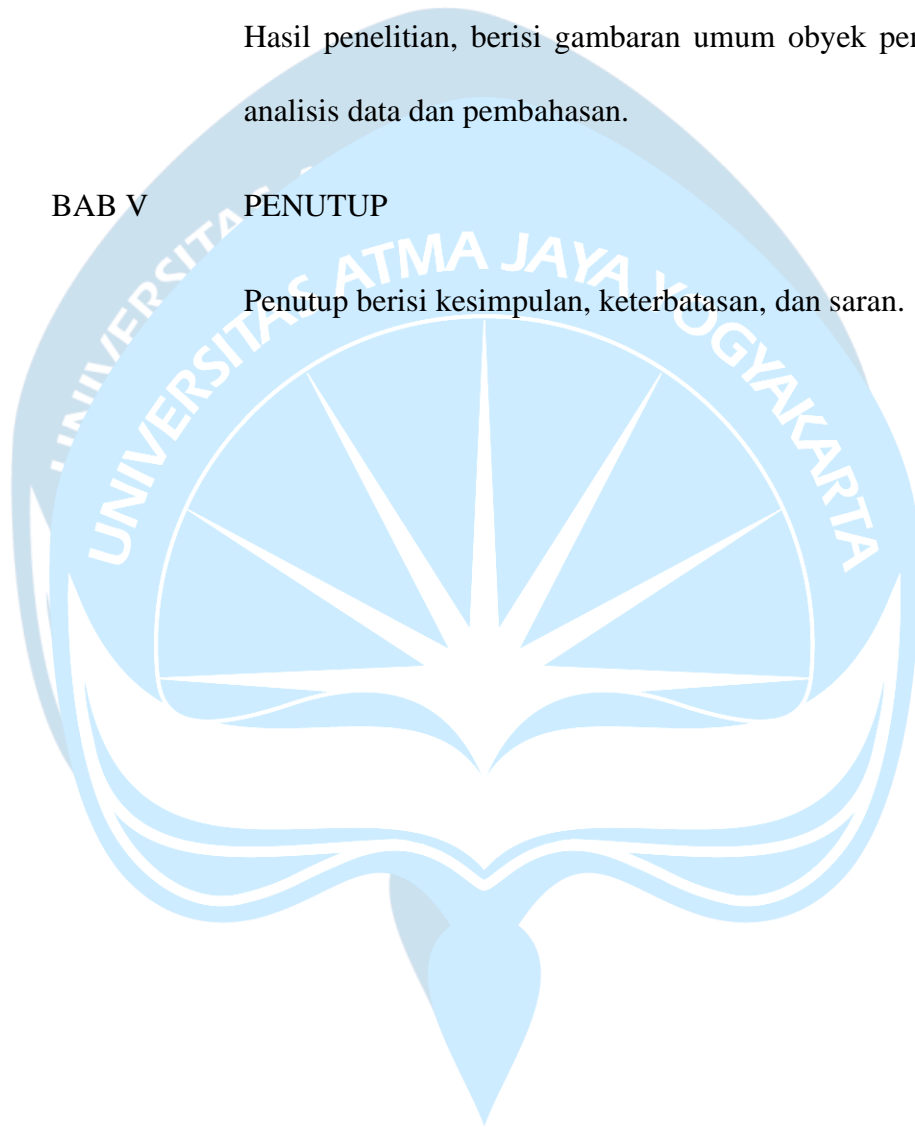 Hasil penelitian, berisi gambaran umum obyek
analisis data dan pembahasan.
BAB V PENUTUP
Penutup berisi kesimpulan, keterbatasan, dan saran.
UNIVERSITAS ATMA JAYA YOGYAKARTA